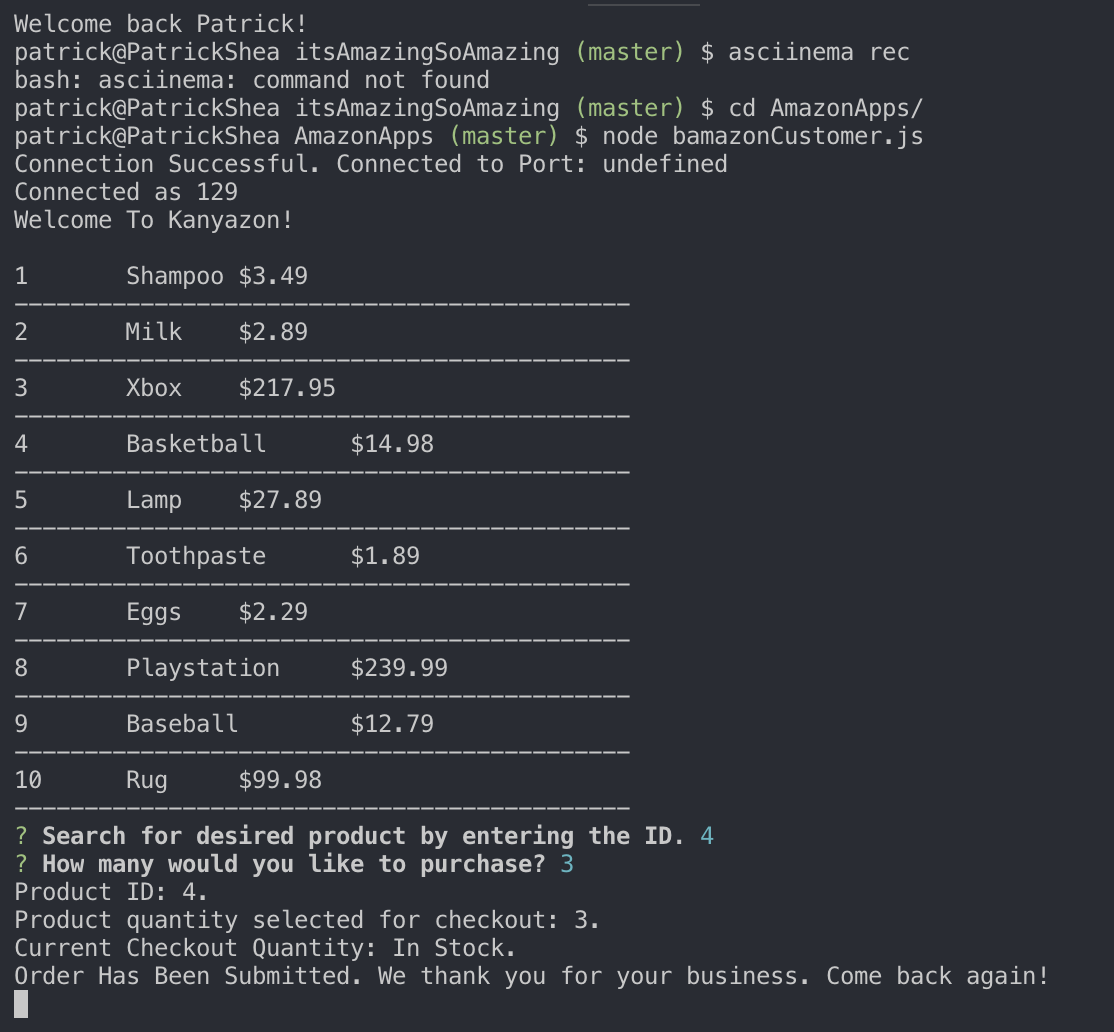 Welcome back Patrick!
patrick@PatrickShea itsAmazingSoAmazing (master) $ asciinema rec
bash: asciinema: command not found
patrick@PatrickShea itsAmazingSoAmazing (master) $ cd AmazonApps/
patrick@PatrickShea AmazonApps (master) $ node bamazonCustomer.js
Connection Successful. Connected to Port: undefined
Connected as 129
Welcome To Kanyazon!

1       Shampoo $3.49
--------------------------------------------
2       Milk    $2.89
--------------------------------------------
3       Xbox    $217.95
--------------------------------------------
4       Basketball      $14.98
--------------------------------------------
5       Lamp    $27.89
--------------------------------------------
6       Toothpaste      $1.89
--------------------------------------------
7       Eggs    $2.29
--------------------------------------------
8       Playstation     $239.99
--------------------------------------------
9       Baseball        $12.79
--------------------------------------------
10      Rug     $99.98
--------------------------------------------
? Search for desired product by entering the ID. 4
? How many would you like to purchase? 3
Product ID: 4.
Product quantity selected for checkout: 3.
Current Checkout Quantity: In Stock.
Order Has Been Submitted. We thank you for your business. Come back again!